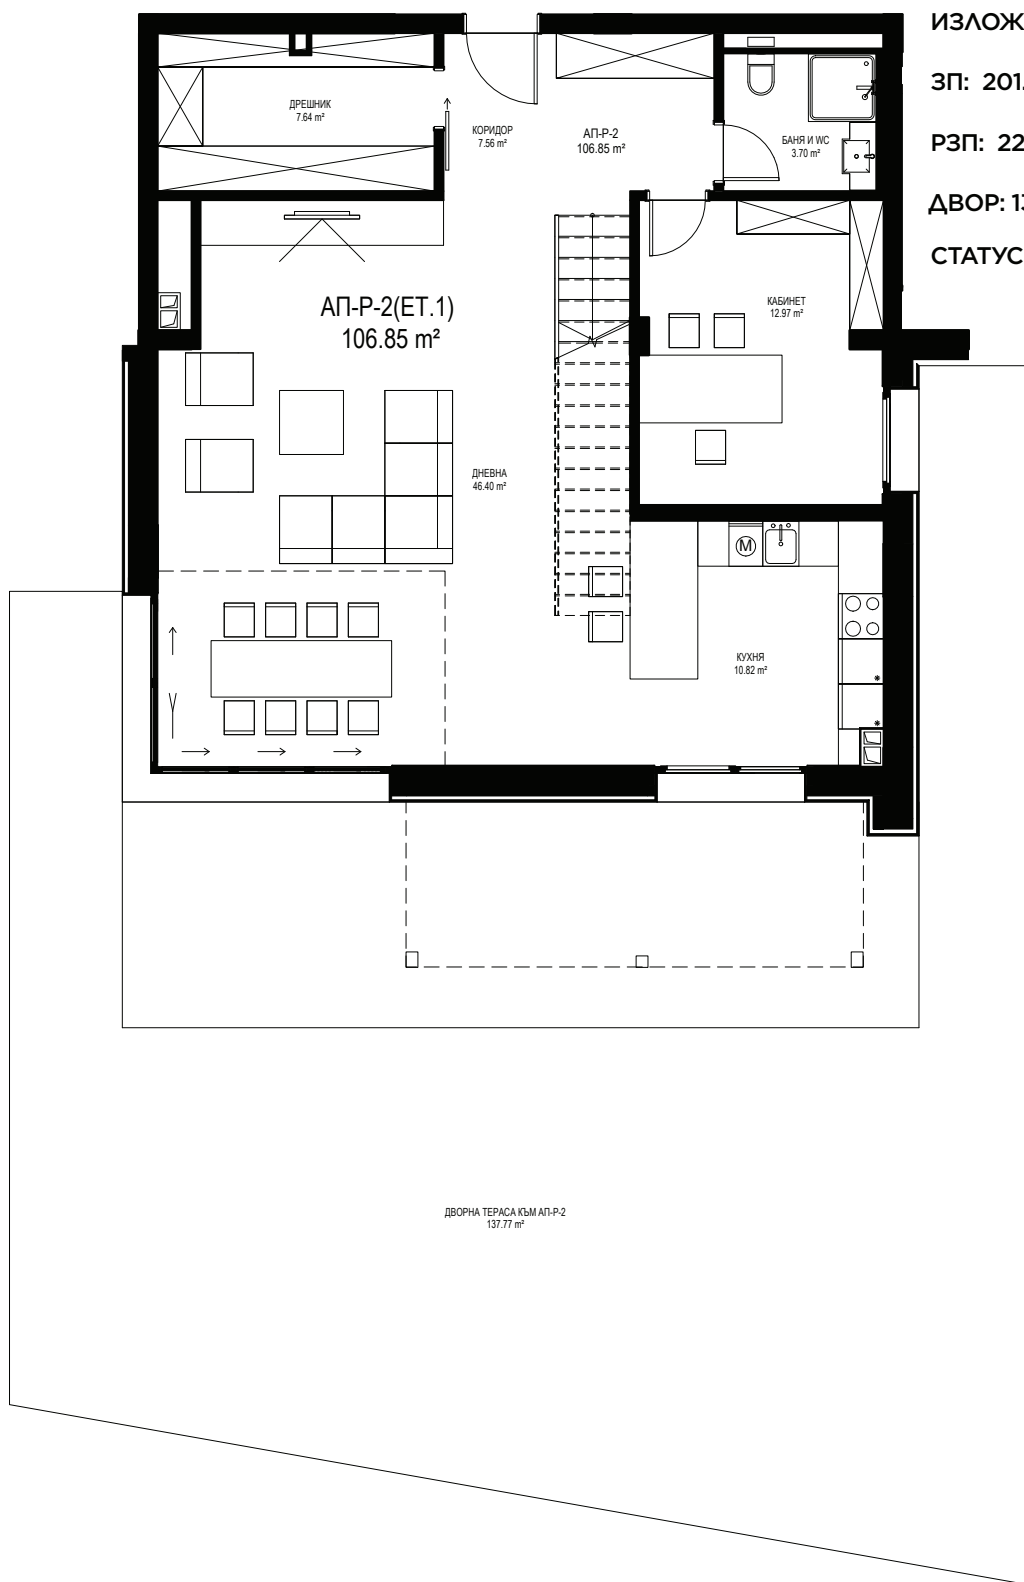 ИЗЛОЖ
ЗП: 201.
РЗП: 22
ДВОР: 13
СТАТУС
ДРЕШНИК
7.64 m²
КОРИДОР
7.56 m²
АП-Р-2
106.85 m²
БАНЯ И WC
3.70 m²
АП-Р-2(ЕТ.1)
106.85 m²
КАБИНЕТ
12.97 m²
ДНЕВНА
46.40 m²
M
КУХНЯ
10.82 m²
ДВОРНА ТЕРАСА КЪМ АП-Р-2
137.77 m²